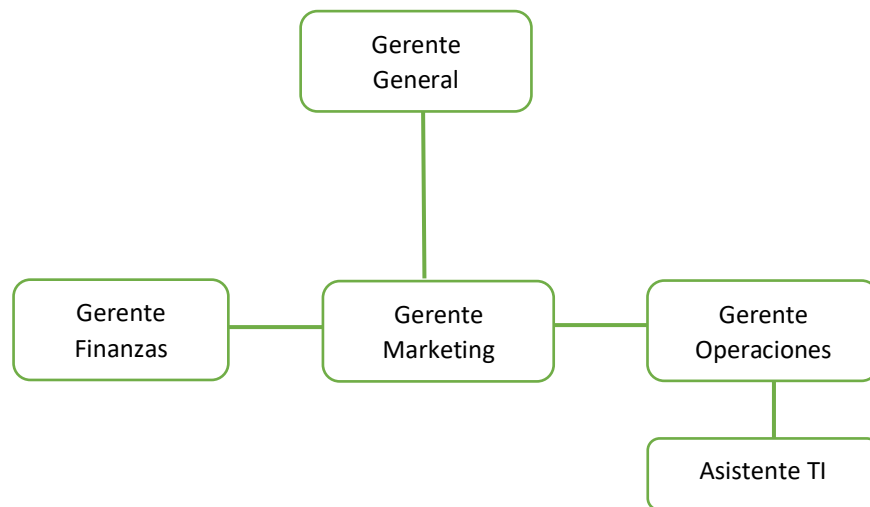 Gerente
General
Gerente
Finanzas
Gerente
Marketing
Gerente
Operaciones
Asistente TI